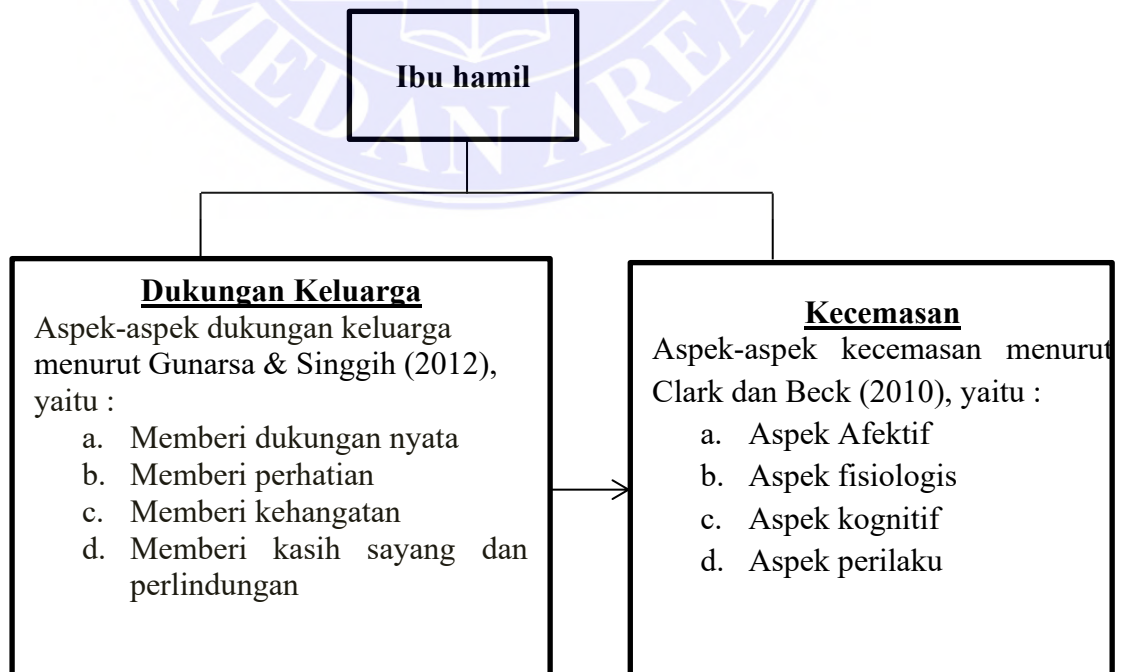 MEDAN AREA
Ibu hamil
Dukungan Keluarga
Aspek-aspek dukungan keluarga
menurut Gunarsa & Singgih (2012),
yaitu :
a. Memberi dukungan nyata
b. Memberi perhatian
c. Memberi kehangatan
d. Memberi kasih sayang dan
perlindungan
Kecemasan
Aspek-aspek kecemasan menurut
Clark dan Beck (2010), yaitu :
a. Aspek Afektif
b. Aspek fisiologis
c. Aspek kognitif
d. Aspek perilaku